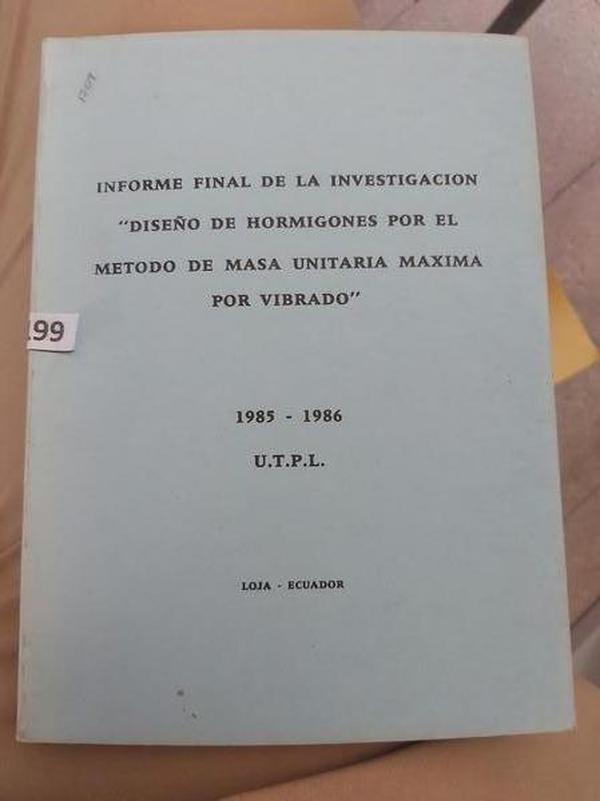 1709
INFORME FINAL DE LA INVESTIGACION
"DISEÑO DE HORMIGONES POR EL
METODO DE MASA UNITARIA MAXIMA
POR VIBRADO"
.99
1985 - 1986
U.T.P.L.
LOJA - ECUADOR